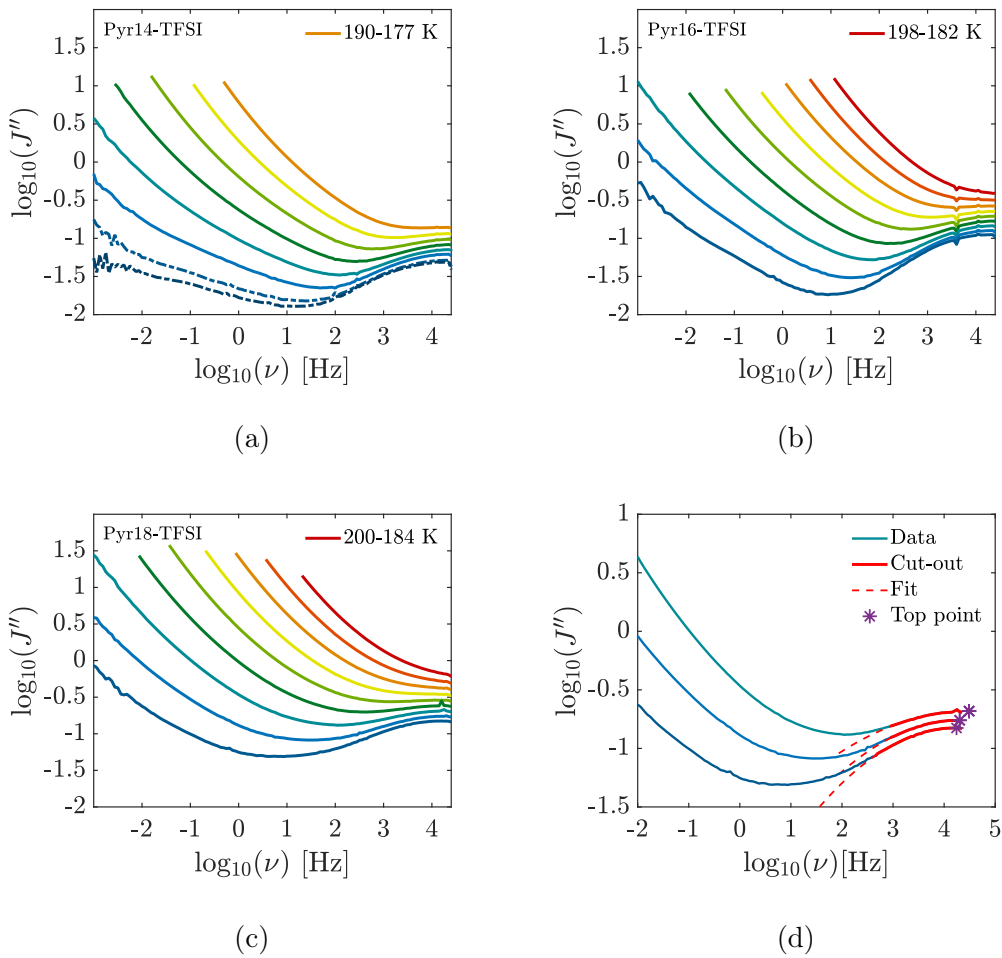 Pyr14-TFSI
190-177 K
1.5
1
0.5
0
-0.5
-1
-1.5
-2
log10(J″)
-2 -1 0 1 2 3 4
log10(ν) [Hz]
(a)
Pyr16-TFSI
198-182 K
1.5
1
0.5
0
-0.5
-1
-1.5
-2
log10(J″)
-2 -1 0 1 2 3 4
log10(ν) [Hz]
(b)
Pyr18-TFSI
200-184 K
1.5
1
0.5
0
-0.5
-1
-1.5
-2
log10(J″)
-2 -1 0 1 2 3 4
log10(ν) [Hz]
(c)
Data
Cut-out
Fit
Top point
1
0.5
0
-0.5
-1
-1.5
log10(J″)
-2 -1 0 1 2 3 4 5
log10(ν)[Hz]
(d)